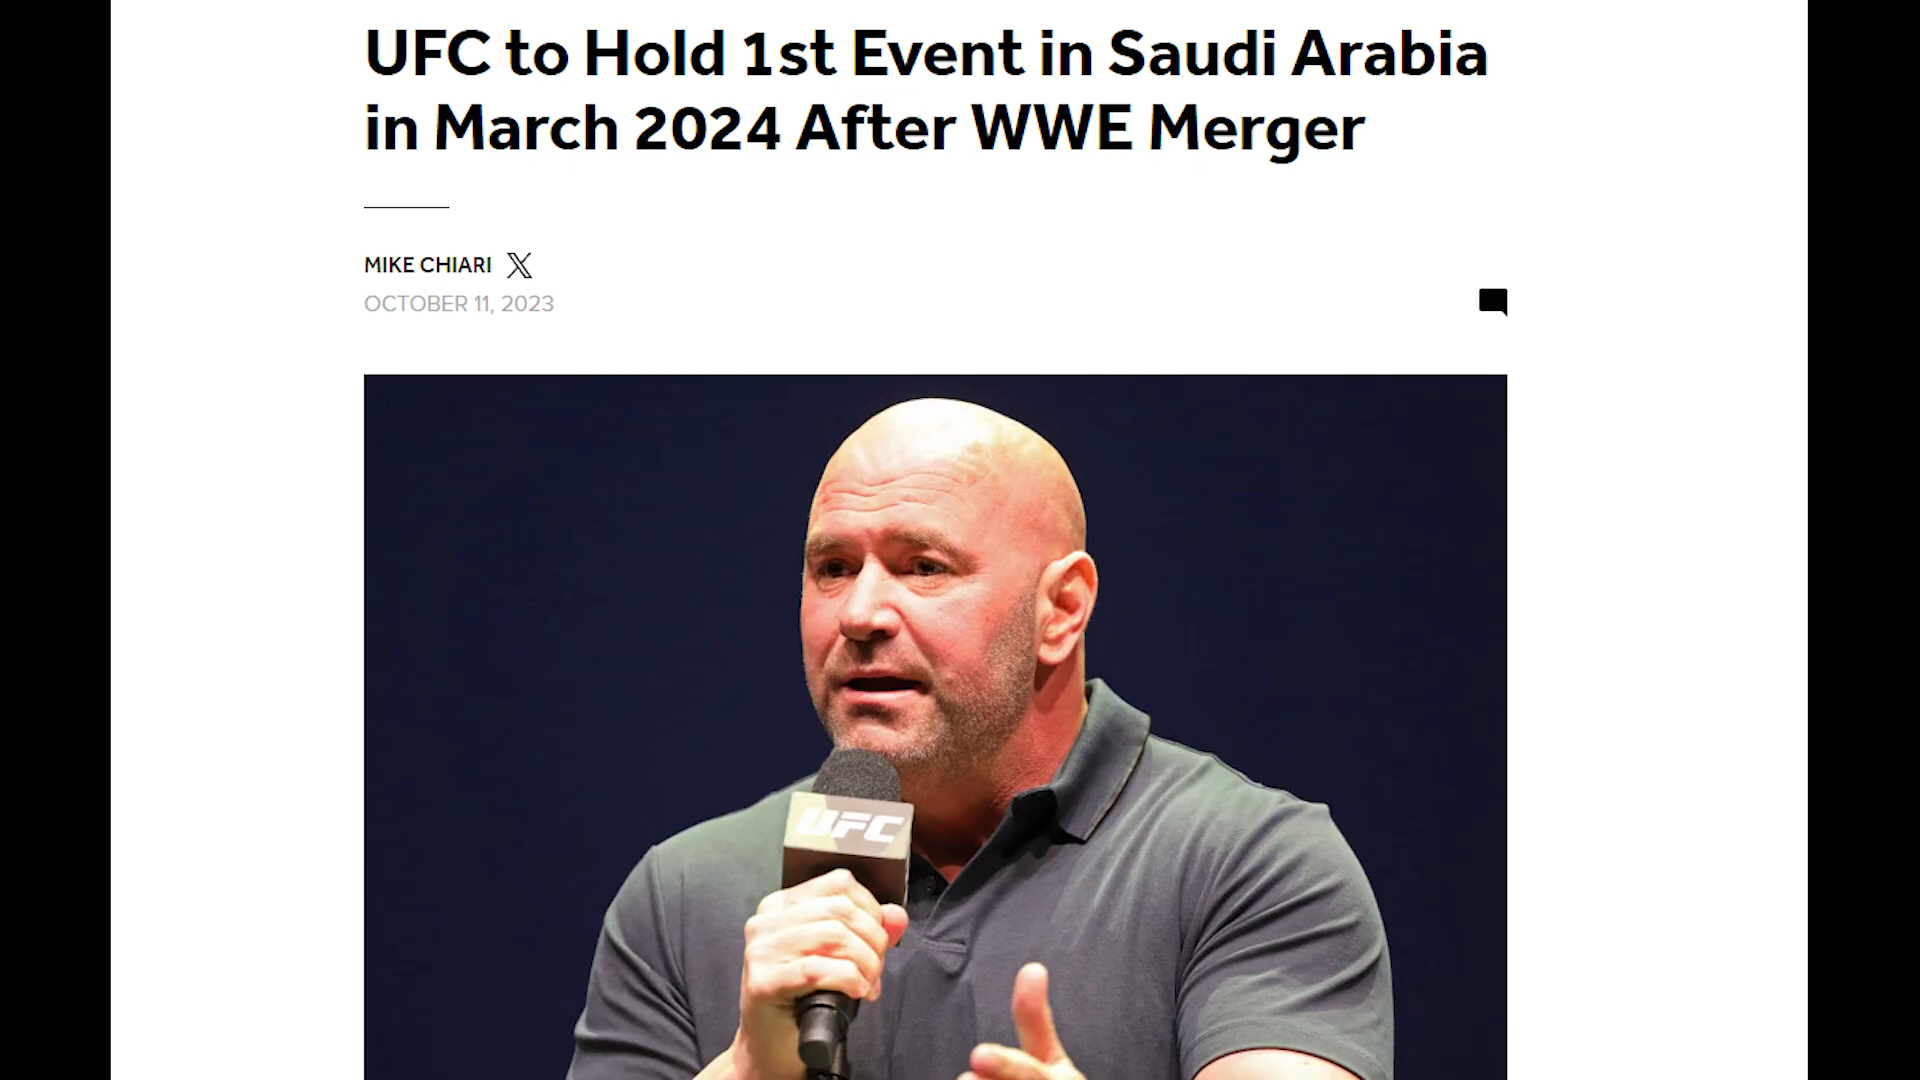 UFC to Hold 1st Event in Saudi Arabia
in March 2024 After WWE Merger
MIKE CHIARI
OCTOBER 11, 2023
UFC